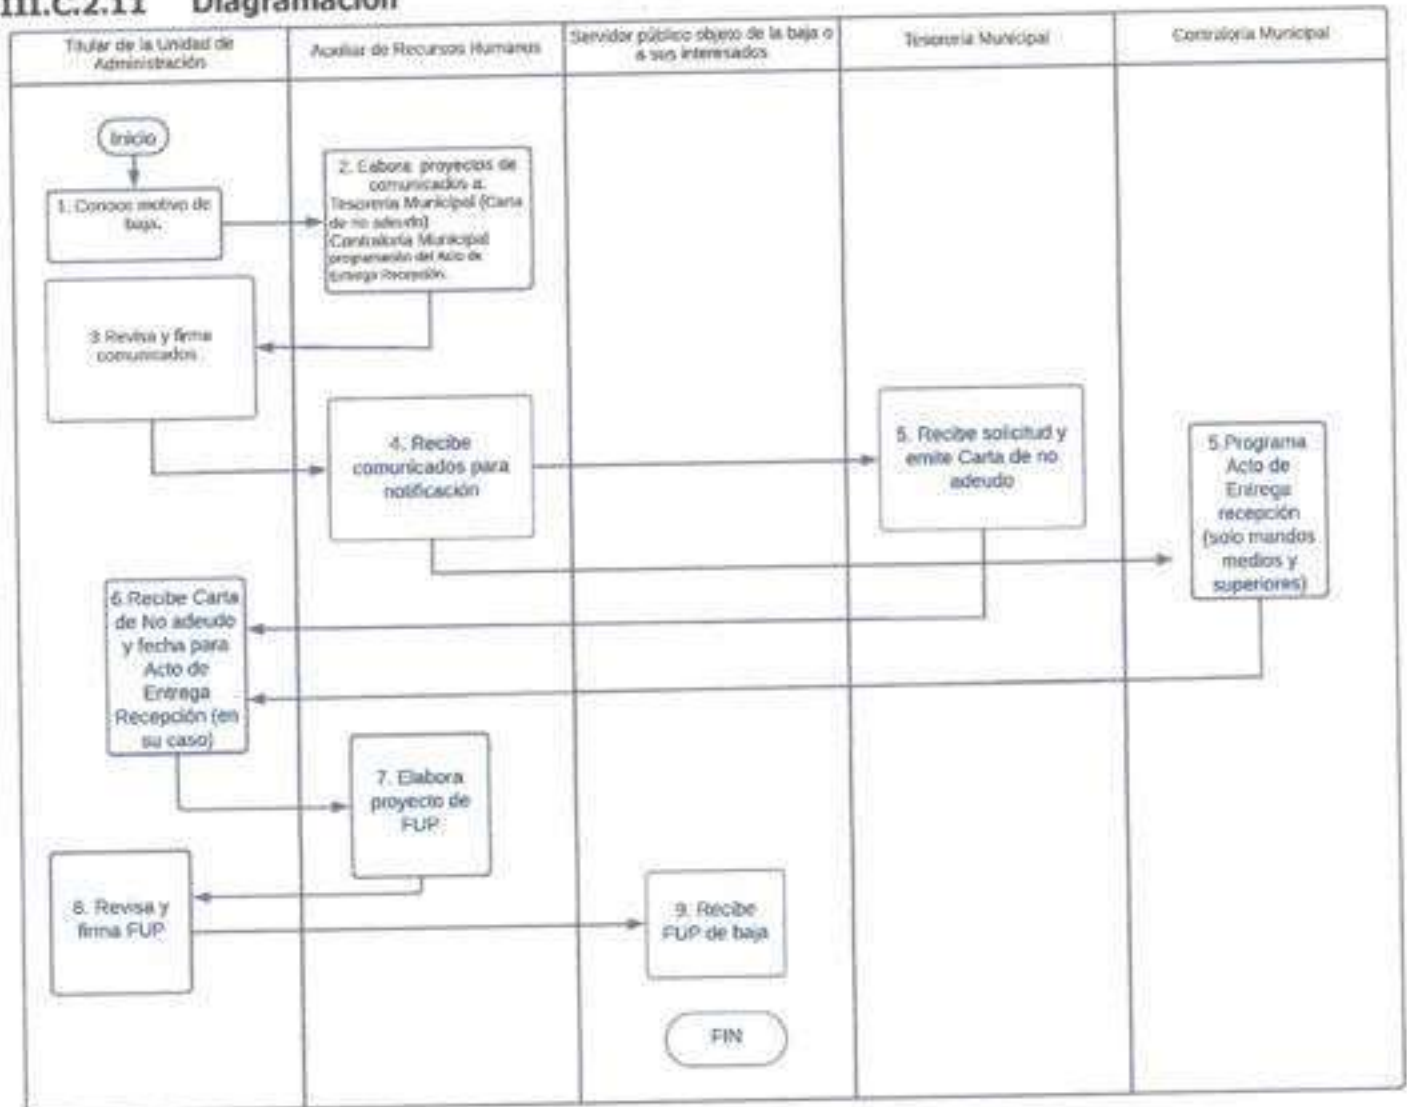 III.C.2.11 Diagramación
Titular de la Unidad de
Administración
Auxiliar de Recursos Humanos
Servidor público objeto de la baja o
a sus interesados
Tesorería Municipal
Contraloría Municipal
Inicio
1. Conoce motivo de
baja.
2. Elabora proyectos de
comunicados a:
Tesorería Municipal (Carta
de no adeudo)
Contraloría Municipal
programación del Acto de
Entrega Recepción.
3 Revisa y firma
comunicados
4. Recibe
comunicados para
notificación
5. Recibe solicitud y
emite Carta de no
adeudo
5.Programa
Acto de
Entrega
recepción
(solo mandos
medios y
superiores)
6.Recibe Carta
de No adeudo
y fecha para
Acto de
Entrega
Recepción (en
su caso)
7. Elabora
proyecto de
FUP
8. Revisa y
firma FUP
9. Recibe
FUP de baja
FIN